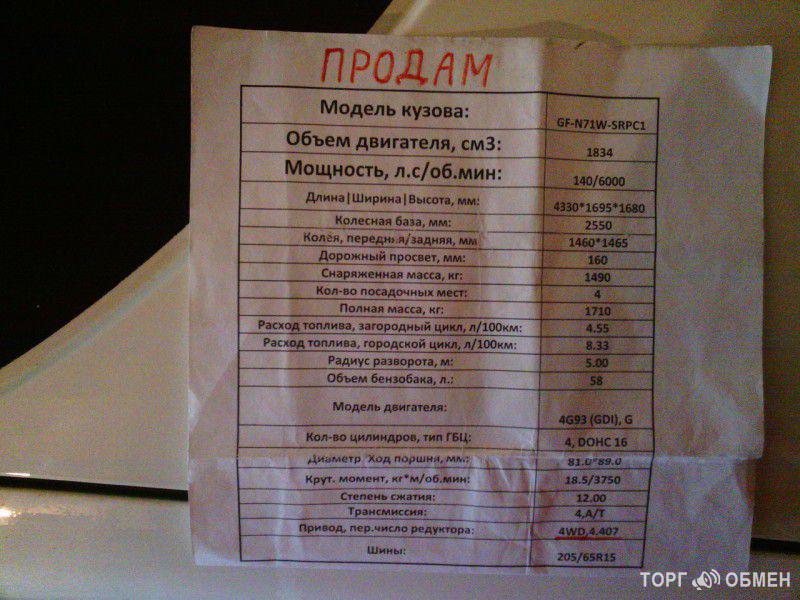 ПРОДАМ
Модель кузова: GF-N71W-SRPC1
Объем двигателя, см3: 1834
Мощность, л.с/об.мин: 140/6000
Длина|Ширина|Высота, мм: 4330*1695*1680
Колесная база, мм: 2550
Колея, передняя/задняя, мм 1460*1465
Дорожный просвет, мм: 160
Снаряженная масса, кг: 1490
Кол-во посадочных мест: 4
Полная масса, кг: 1710
Расход топлива, загородный цикл, л/100км: 4.55
Расход топлива, городской цикл, л/100км: 8.33
Радиус разворота, м: 5.00
Объем бензобака, л.: 58
Модель двигателя: 4G93 (GDI), G
Кол-во цилиндров, тип ГБЦ: 4, DOHC 16
Диаметр*Ход поршня, мм: 81.0*89.0
Крут. момент, кг*м/об.мин: 18.5/3750
Степень сжатия: 12.00
Трансмиссия: 4,А/Т
Привод, пер.число редуктора: 4WD,4.407
Шины: 205/65R15
ТОРГ ОБМЕН